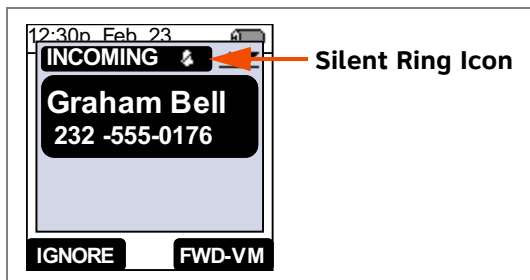 12:30p Feb 23
INCOMING
Silent Ring Icon
Graham Bell
232 -555-0176
IGNORE FWD-VM